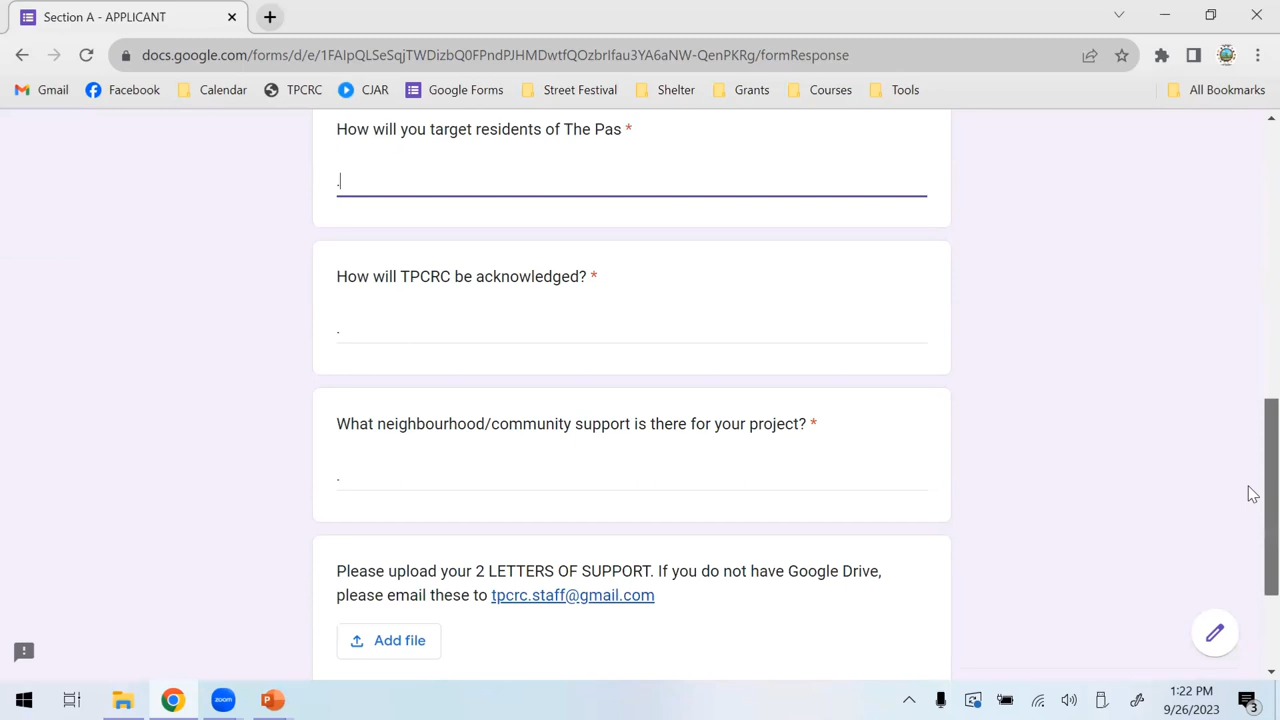 Section A - APPLICANT
docs.google.com/forms/d/e/1FAIpQLSeSqjTWDizbQ0FPndPJHMDwtfQOzbrIfau3YA6aNW-QenPKRg/formResponse
Gmail Facebook Calendar TPCRC CJAR Google Forms Street Festival Shelter Grants Courses Tools All Bookmarks
How will you target residents of The Pas *
.
How will TPCRC be acknowledged? *
.
What neighbourhood/community support is there for your project? *
.
Please upload your 2 LETTERS OF SUPPORT. If you do not have Google Drive,
please email these to tpcrc.staff@gmail.com
Add file
zoom
1:22 PM
9/26/2023
3